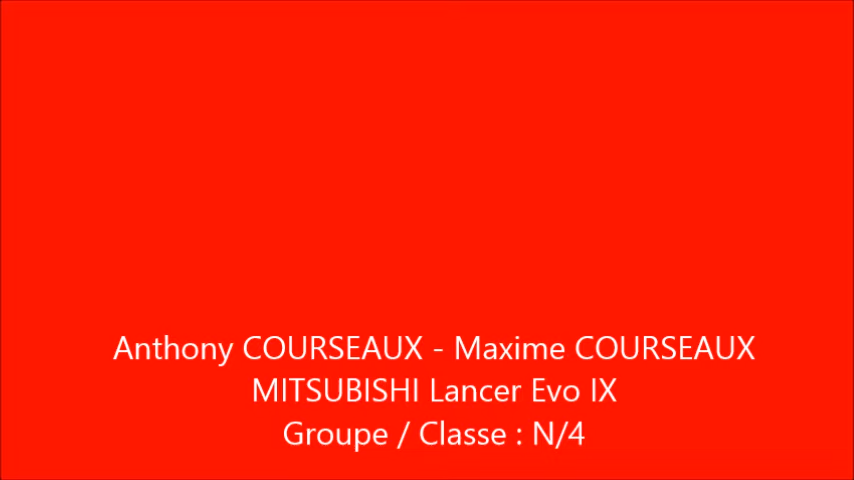 Anthony COURSEAUX - Maxime COURSEAUX
MITSUBISHI Lancer Evo IX
Groupe / Classe : N/4